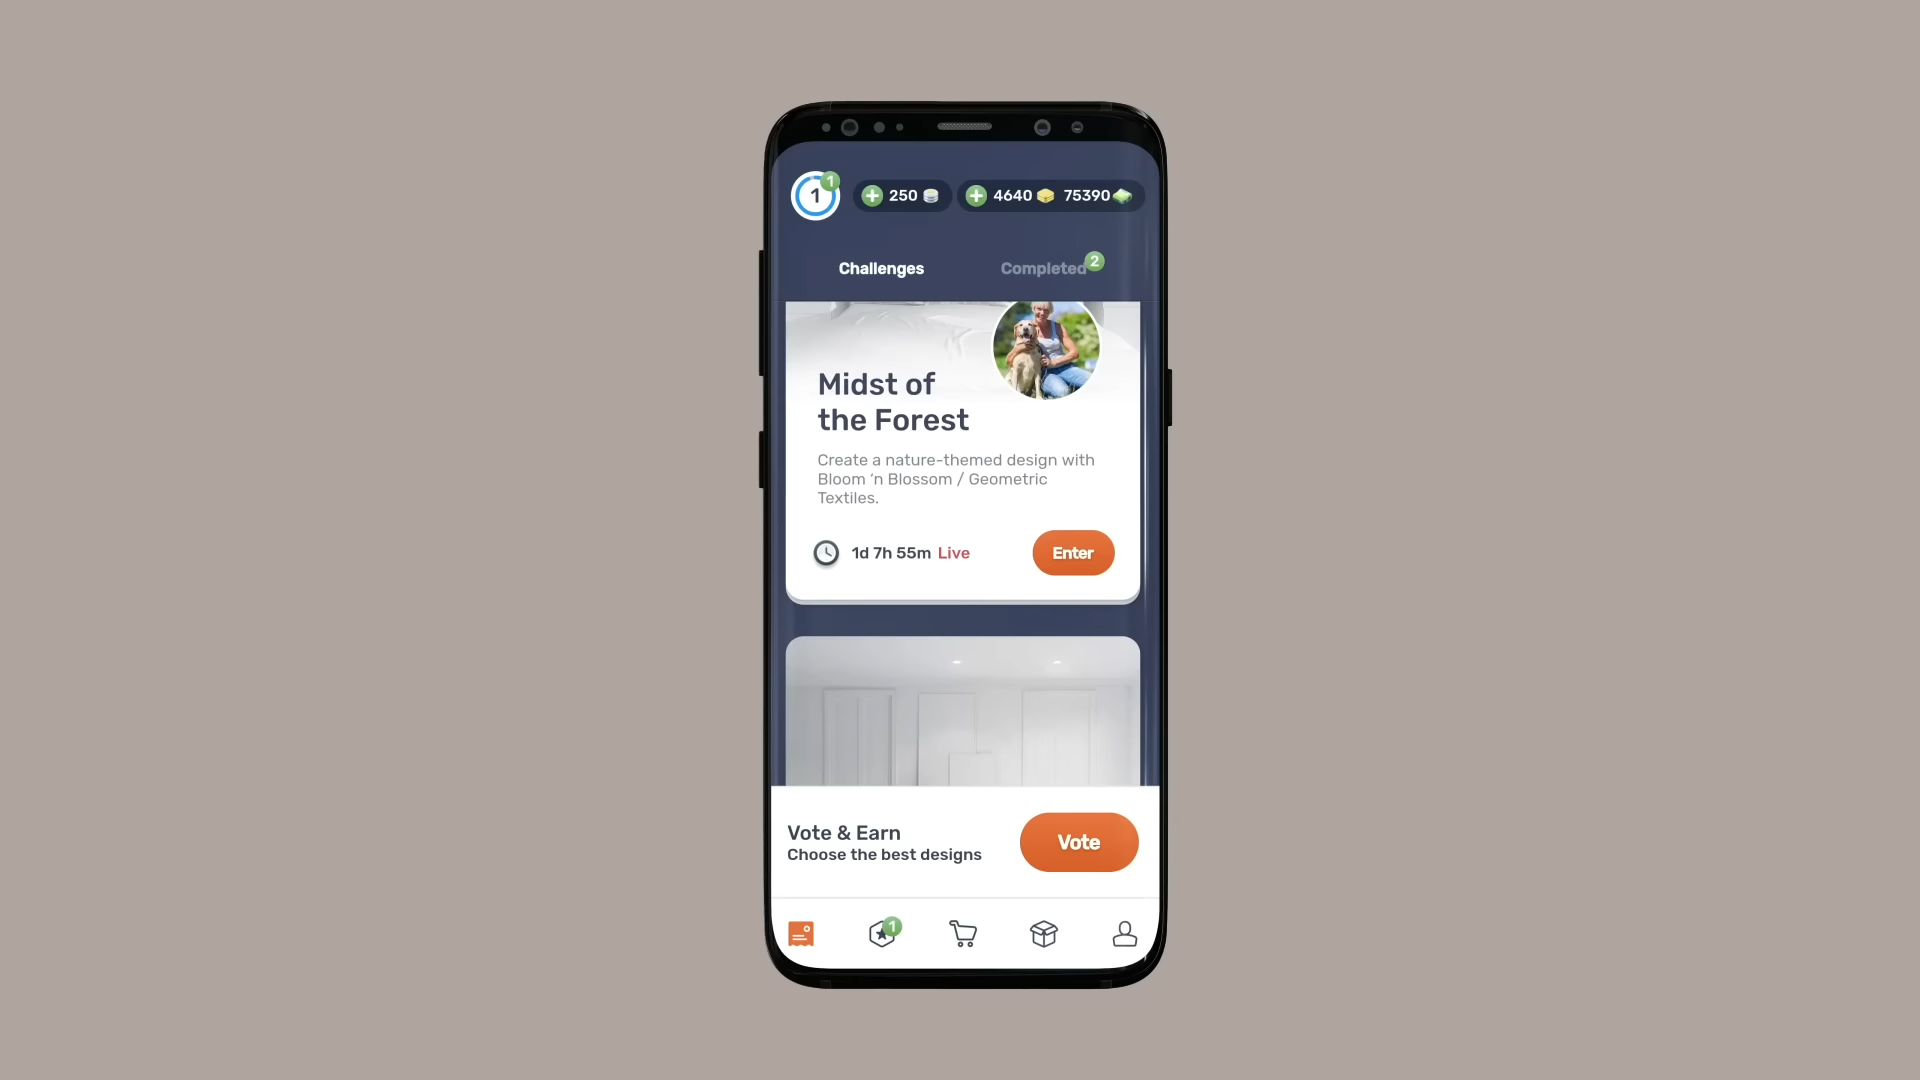 1
1
250
4640
75390
Challenges
Completed
2
Midst of
the Forest
Create a nature-themed design with
Bloom ‘n Blossom / Geometric
Textiles.
1d 7h 55m Live
Enter
Vote & Earn
Choose the best designs
Vote
1